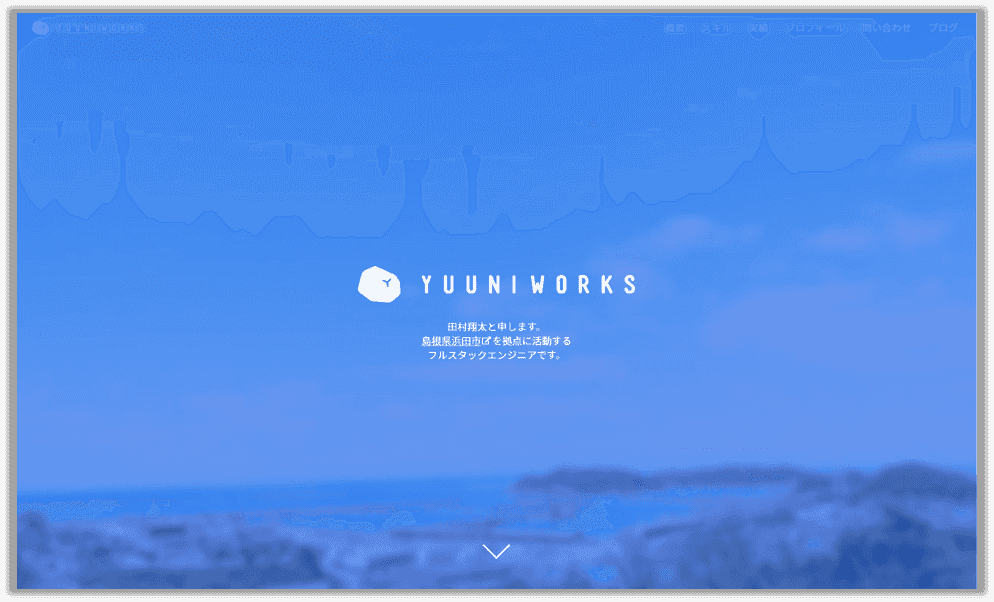 YUUNIWORKS
概要 スキル 実績 プロフィール 問い合わせ ブログ
YUUNIWORKS
田村翔太と申します。
島根県浜田市を拠点に活動する
フルスタックエンジニアです。